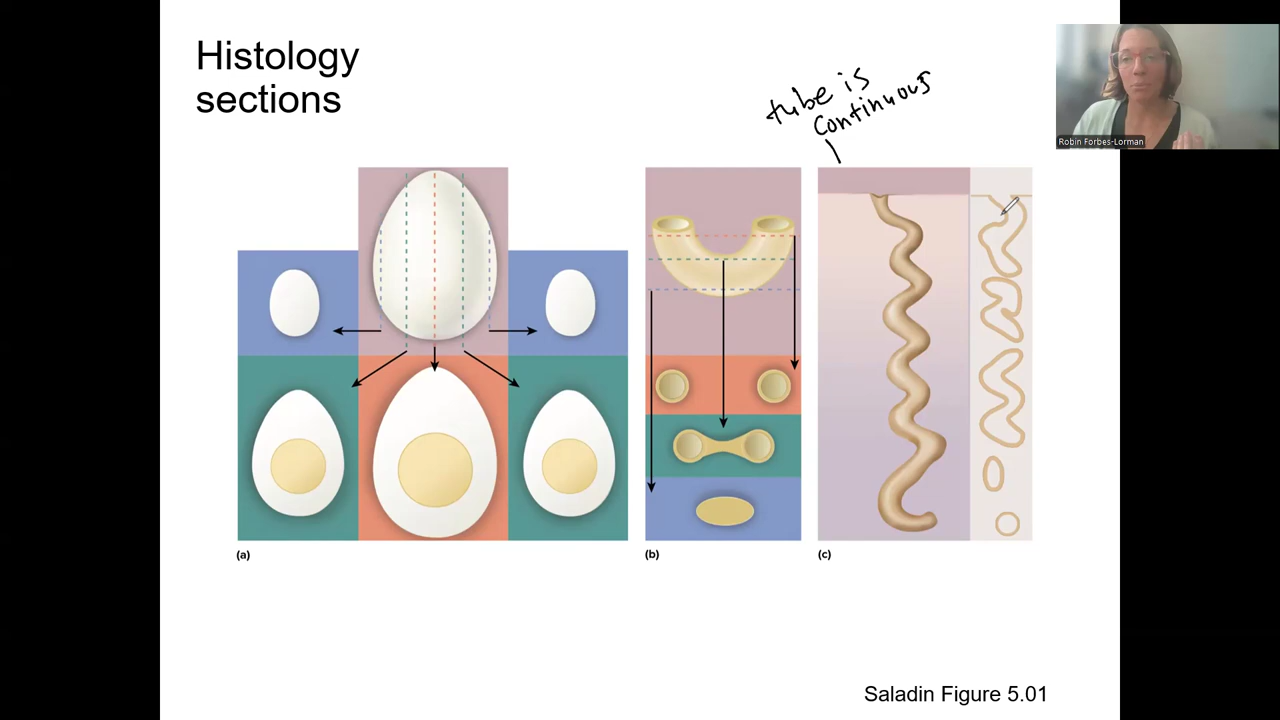 Histology
sections
tube is
continuous
Robin Forbes-Lorman
(a)
(b)
(c)
Saladin Figure 5.01